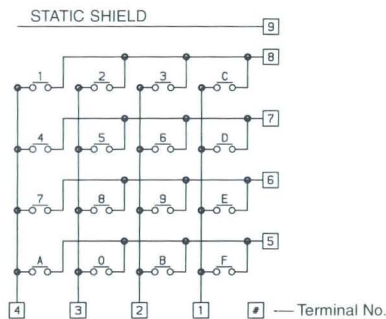 STATIC SHIELD
9
8
1 2 3 C
7
4 5 6 D
6
7 8 9 E
5
A 0 B F
4 3 2 1 # — Terminal No.